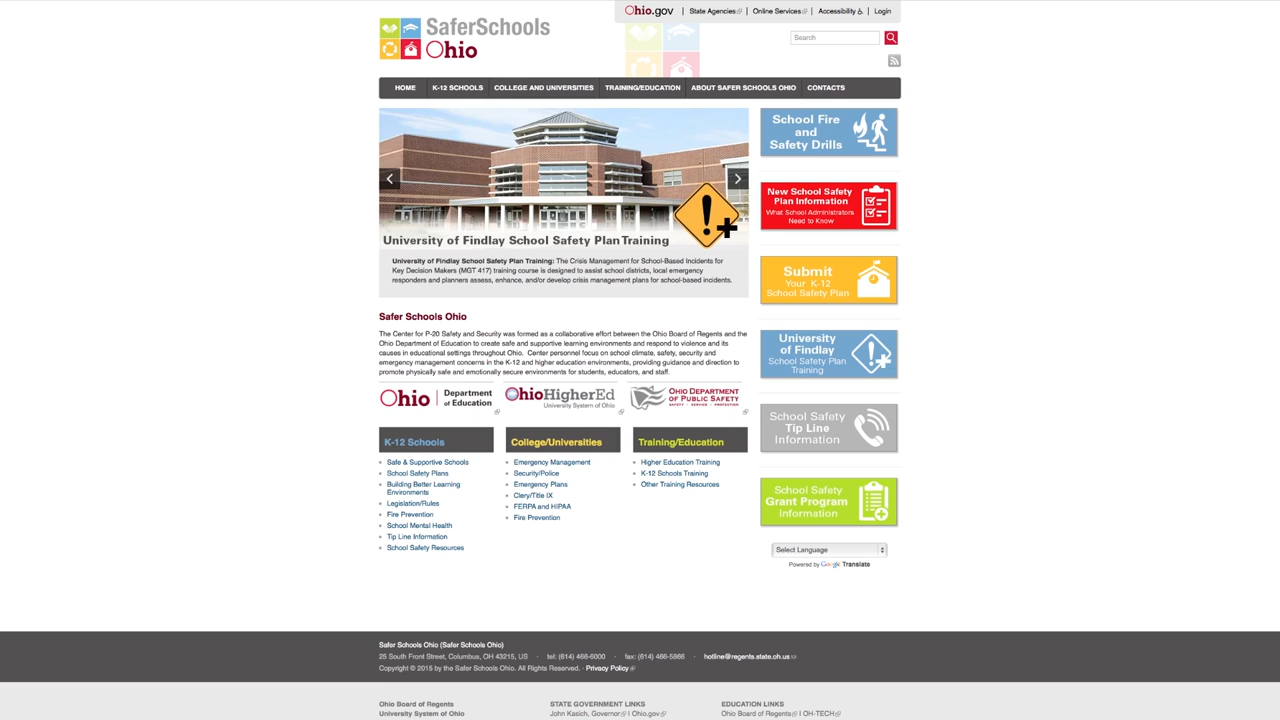 Ohio.gov | State Agencies | Online Services | Accessibility | Login
SaferSchools
Ohio
Search
HOME K-12 SCHOOLS COLLEGE AND UNIVERSITIES TRAINING/EDUCATION ABOUT SAFER SCHOOLS OHIO CONTACTS
University of Findlay School Safety Plan Training
University of Findlay School Safety Plan Training: The Crisis Management for School-Based Incidents for
Key Decision Makers (MGT 417) training course is designed to assist school districts, local emergency
responders and planners assess, enhance, and/or develop crisis management plans for school-based incidents.
Safer Schools Ohio
The Center for P-20 Safety and Security was formed as a collaborative effort between the Ohio Board of Regents and the
Ohio Department of Education to create safe and supportive learning environments and respond to violence and its
causes in educational settings throughout Ohio. Center personnel focus on school climate, safety, security and
emergency management concerns in the K-12 and higher education environments, providing guidance and direction to
promote physically safe and emotionally secure environments for students, educators, and staff.
Ohio | Department
of Education
OhioHigherEd
University System of Ohio
OHIO DEPARTMENT
OF PUBLIC SAFETY
SAFETY · SERVICE · PROTECTION
K-12 Schools
Safe & Supportive Schools
School Safety Plans
Building Better Learning
Environments
Legislation/Rules
Fire Prevention
School Mental Health
Tip Line Information
School Safety Resources
College/Universities
Emergency Management
Security/Police
Emergency Plans
Clery/Title IX
FERPA and HIPAA
Fire Prevention
Training/Education
Higher Education Training
K-12 Schools Training
Other Training Resources
School Fire
and
Safety Drills
New School Safety
Plan Information
What School Administrators
Need to Know
Submit
Your K-12
School Safety Plan
University
of Findlay
School Safety Plan
Training
School Safety
Tip Line
Information
School Safety
Grant Program
Information
Select Language
Powered by Google Translate
Safer Schools Ohio (Safer Schools Ohio)
25 South Front Street, Columbus, OH 43215, US · tel: (614) 466-6000 · fax: (614) 466-5866 · hotline@regents.state.oh.us
Copyright © 2015 by the Safer Schools Ohio. All Rights Reserved. · Privacy Policy
Ohio Board of Regents
University System of Ohio
STATE GOVERNMENT LINKS
John Kasich, Governor | Ohio.gov
EDUCATION LINKS
Ohio Board of Regents | OH-TECH